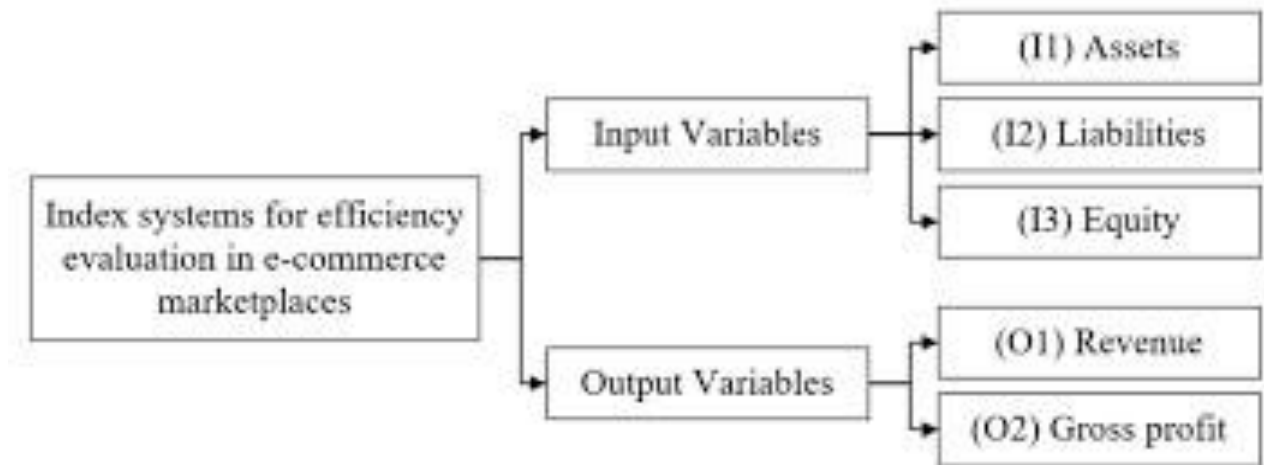 Index systems for efficiency
evaluation in e-commerce
marketplaces
Input Variables
(I1) Assets
(I2) Liabilities
(I3) Equity
Output Variables
(O1) Revenue
(O2) Gross profit